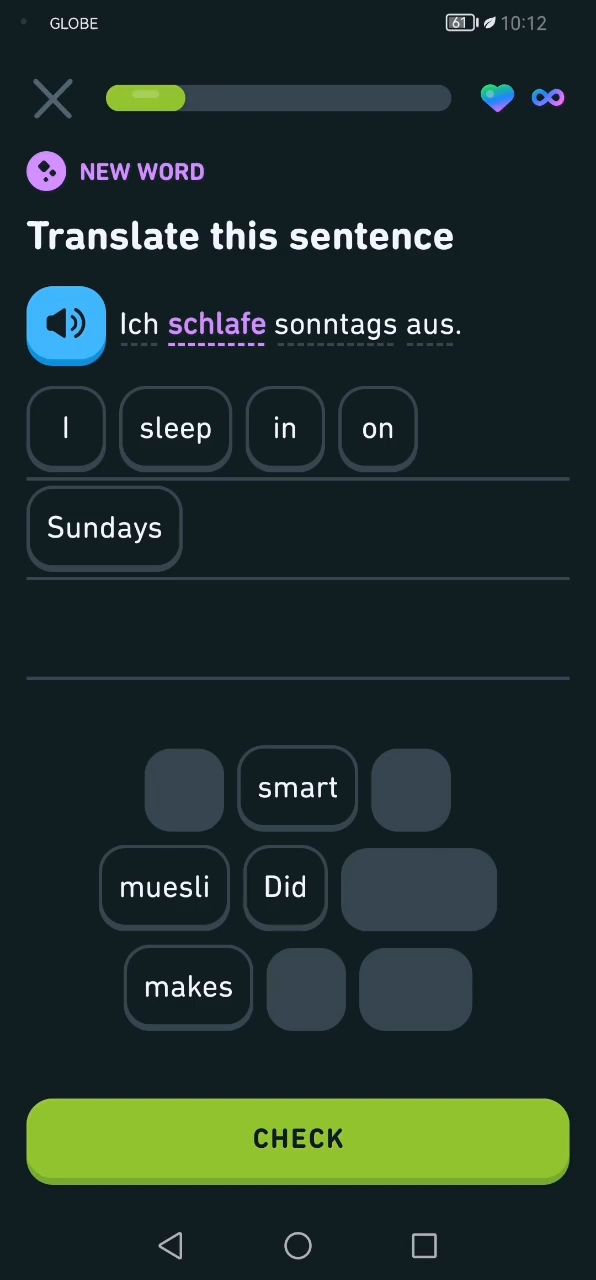 GLOBE 61 10:12
NEW WORD
Translate this sentence
Ich schlafe sonntags aus.
I sleep in on
Sundays
smart
muesli Did
makes
CHECK